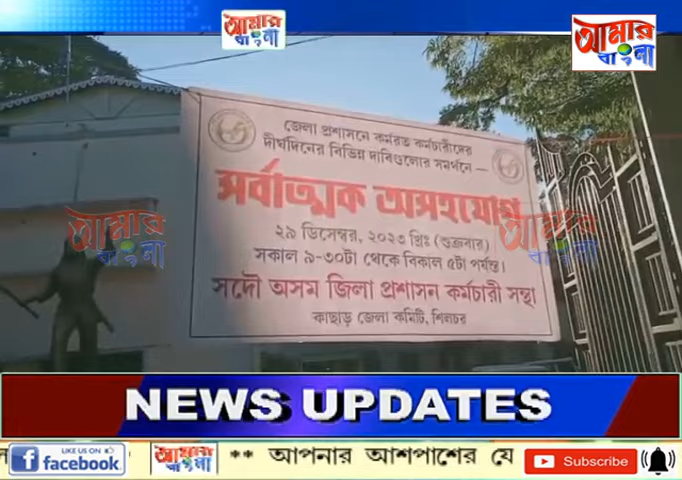 আমার
বাংলা
আমার
বাংলা
জেলা প্রশাসনে কর্মরত কর্মচারীদের
দীর্ঘদিনের বিভিন্ন দাবিগুলোর সমর্থনে —
সর্বাত্মক অসহযোগ
২৯ ডিসেম্বর, ২০২৩ খ্রিঃ (শুক্রবার)
সকাল ৯-৩০টা থেকে বিকাল ৫টা পর্যন্ত।
সদৌ অসম জিলা প্রশাসন কর্মচারী সন্থা
কাছাড় জেলা কমিটি, শিলচর
আমার
বাংলা
আমার
বাংলা
NEWS UPDATES
LIKE US ON
facebook
আমার
বাংলা
** আপনার আশপাশের যে
Subscribe